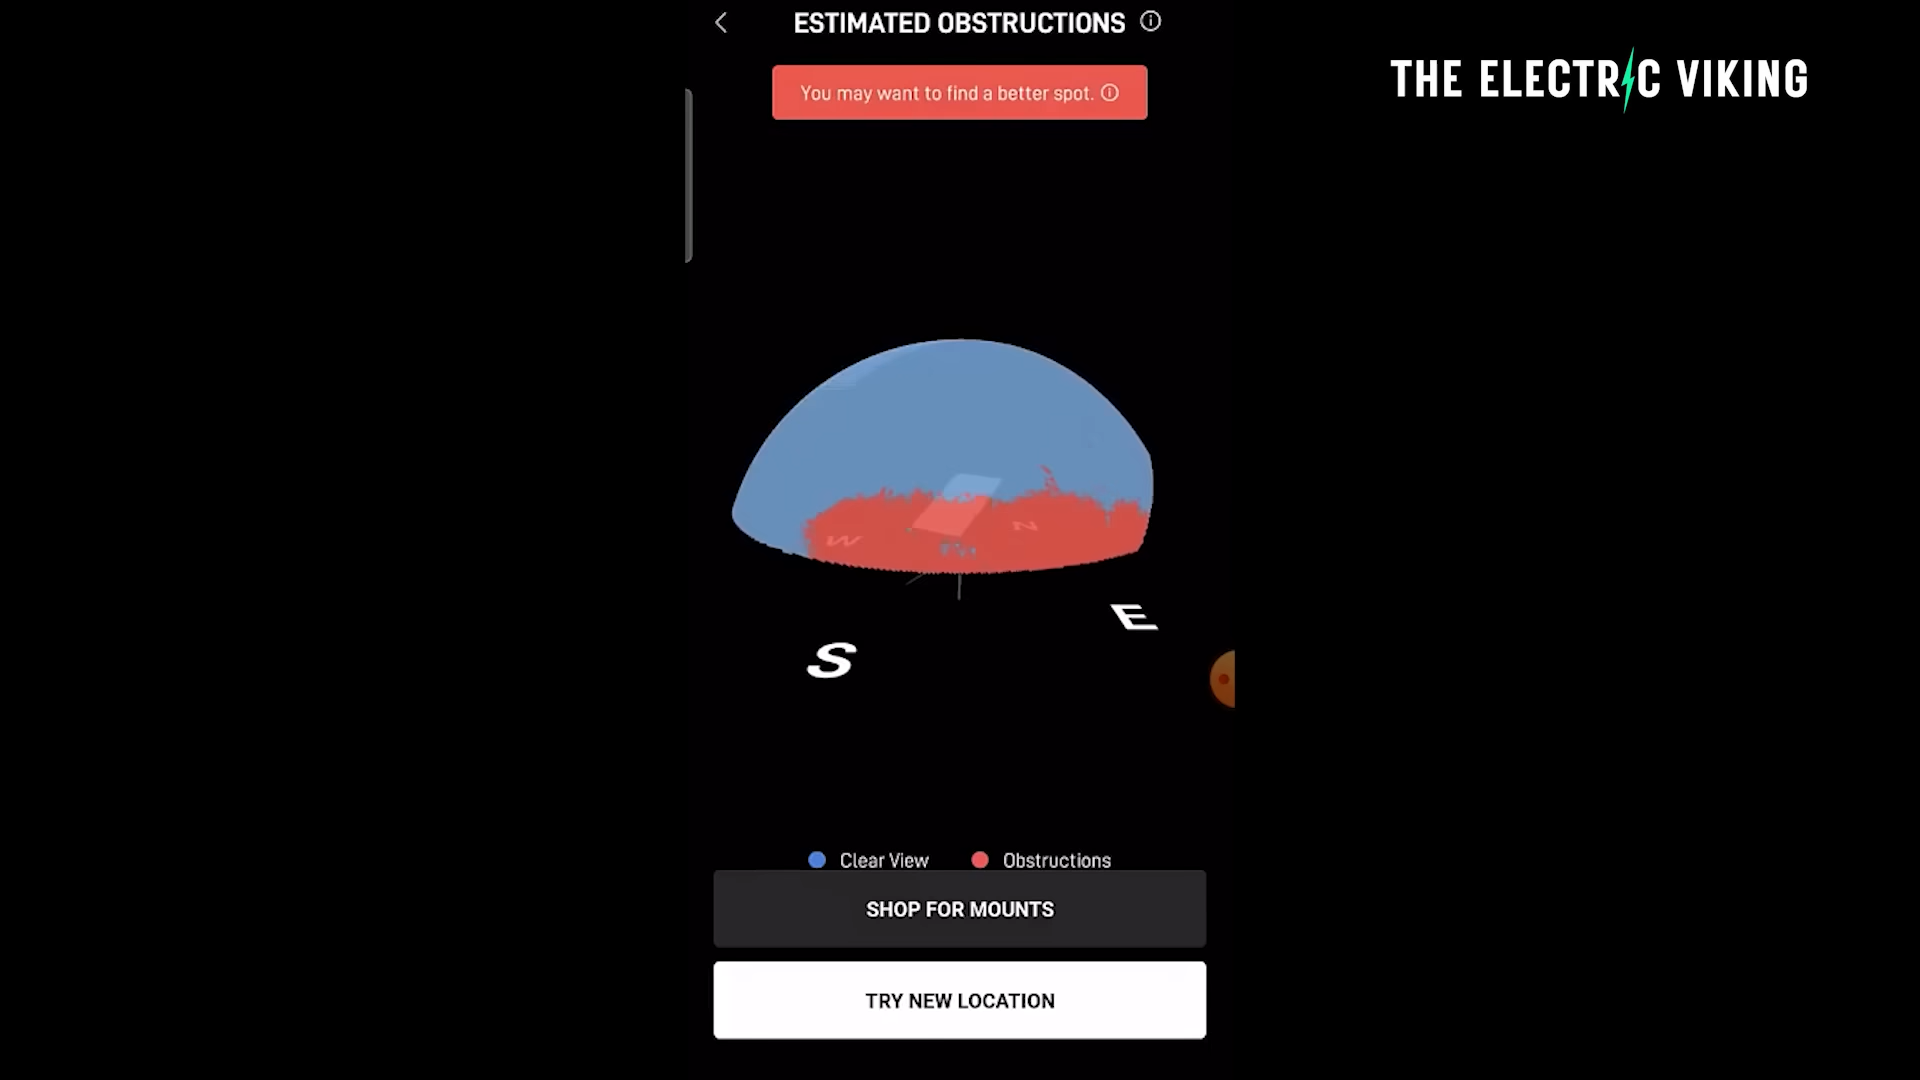 ESTIMATED OBSTRUCTIONS
THE ELECTRIC VIKING
You may want to find a better spot.
W
N
E
S
Clear View
Obstructions
SHOP FOR MOUNTS
TRY NEW LOCATION